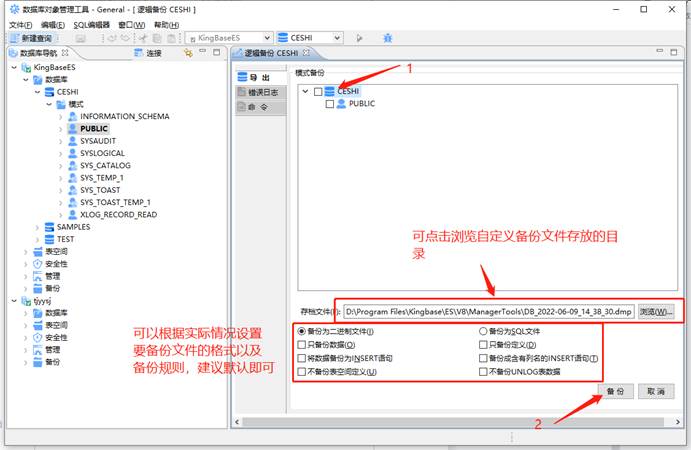 数据库对象管理工具 - General - [ 逻辑备份 CESHI ]
文件(F) 编辑(E) SQL编辑器 窗口(W) 帮助(H)
新建查询 KingBaseES CESHI
数据库导航 连接
逻辑备份 CESHI
KingBaseES
数据库
CESHI
模式
INFORMATION_SCHEMA
PUBLIC
SYSAUDIT
SYSLOGICAL
SYS_CATALOG
SYS_TEMP_1
SYS_TOAST
SYS_TOAST_TEMP_1
XLOG_RECORD_READ
SAMPLES
TEST
表空间
安全性
管理
备份
tjyysj
数据库
表空间
安全性
管理
备份
导 出
错误日志
命 令
模式备份
CESHI
PUBLIC
1
可点击浏览自定义备份文件存放的目
录
存档文件(F): D:\Program Files\Kingbase\ES\V8\ManagerTools\DB_2022-06-09_14_38_30.dmp 浏览(W)...
可以根据实际情况设置
要备份文件的格式以及
备份规则，建议默认即可
备份为二进制文件(I) 备份为SQL文件
只备份数据(O) 只备份定义(D)
将数据备份为INSERT语句 备份成含有列名的INSERT语句(T)
不备份表空间定义(U) 不备份UNLOG表数据
备 份 取 消
2